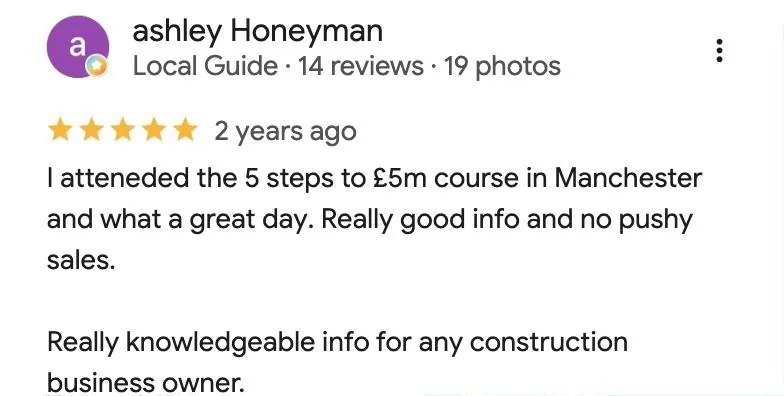 a
ashley Honeyman
Local Guide · 14 reviews · 19 photos
2 years ago
I atteneded the 5 steps to £5m course in Manchester
and what a great day. Really good info and no pushy
sales.
Really knowledgeable info for any construction
business owner.